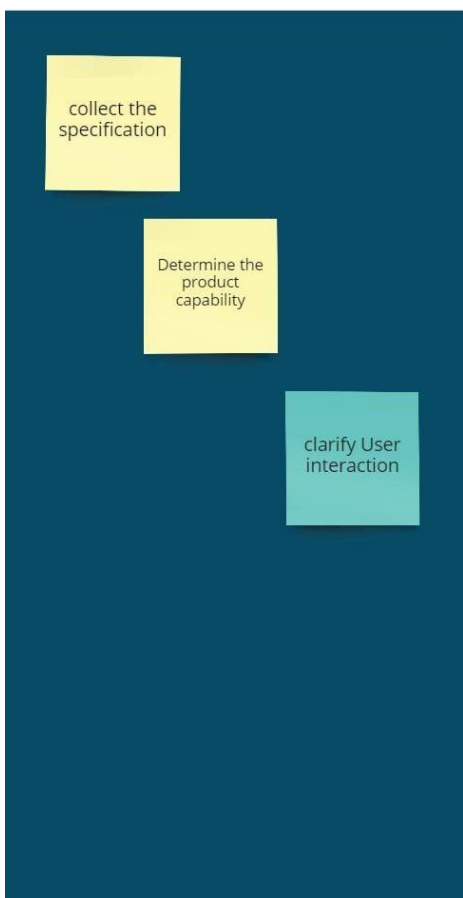 collect the
specification
Determine the
product
capability
clarify User
interaction